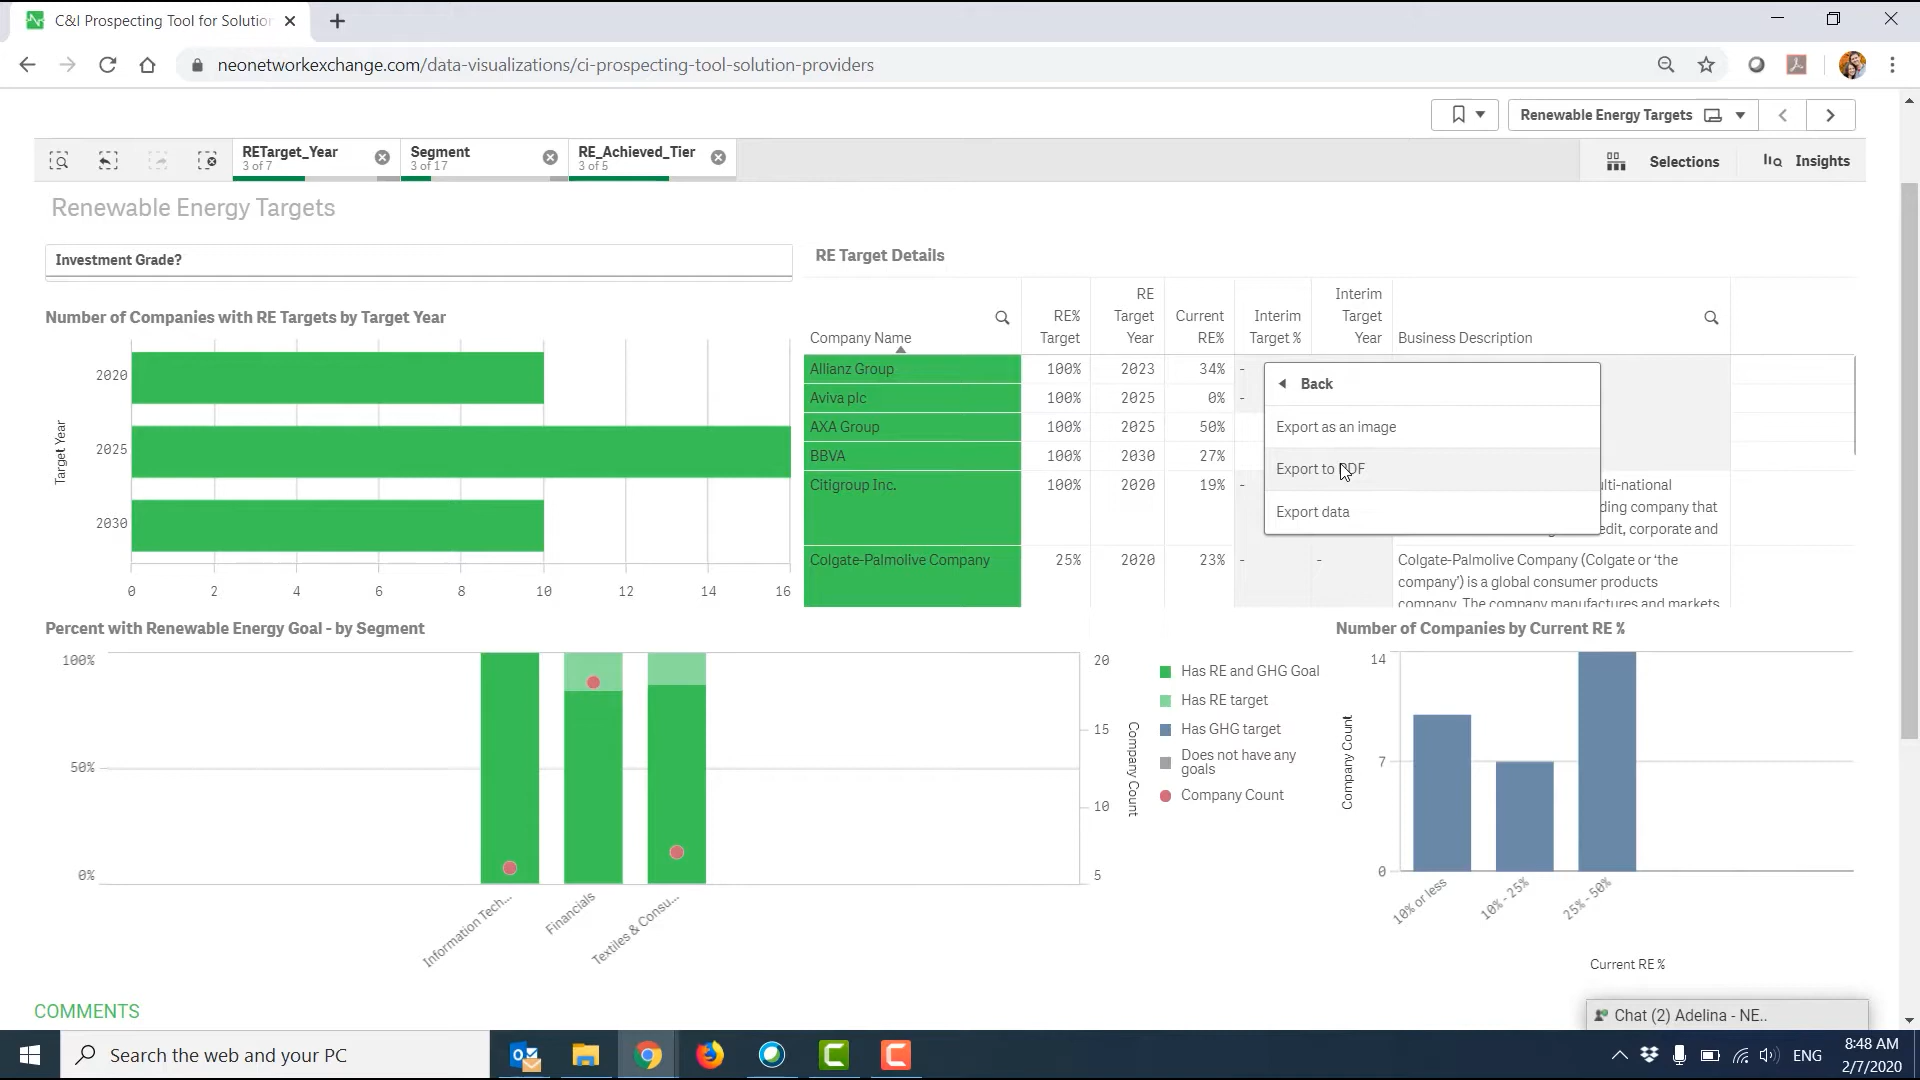 C&I Prospecting Tool for Solutio
neonetworkexchange.com/data-visualizations/ci-prospecting-tool-solution-providers
Renewable Energy Targets
RETarget_Year
3 of 7
Segment
3 of 17
RE_Achieved_Tier
3 of 5
Selections
Insights
Renewable Energy Targets
Investment Grade?
Number of Companies with RE Targets by Target Year
Target Year
2020
2025
2030
0 2 4 6 8 10 12 14 16
RE Target Details
Company Name
RE%
Target
RE
Target
Year
Current
RE%
Interim
Target %
Interim
Target
Year
Business Description
Allianz Group 100% 2023 34% -
Aviva plc 100% 2025 0% -
AXA Group 100% 2025 50%
BBVA 100% 2030 27%
Citigroup Inc. 100% 2020 19% -
ulti-national
ding company that
edit, corporate and
Colgate-Palmolive Company 25% 2020 23% - -
Colgate-Palmolive Company (Colgate or ‘the
company’) is a global consumer products
company. The company manufactures and markets
Back
Export as an image
Export to PDF
Export data
Percent with Renewable Energy Goal - by Segment
100%
50%
0%
20
15
10
5
Company Count
Information Tech...
Financials
Textiles & Consu...
Has RE and GHG Goal
Has RE target
Has GHG target
Does not have any
goals
Company Count
Number of Companies by Current RE %
Company Count
14
7
0
10% or less
10% - 25%
25% - 50%
Current RE %
COMMENTS
Chat (2) Adelina - NE..
Search the web and your PC
ENG
8:48 AM
2/7/2020